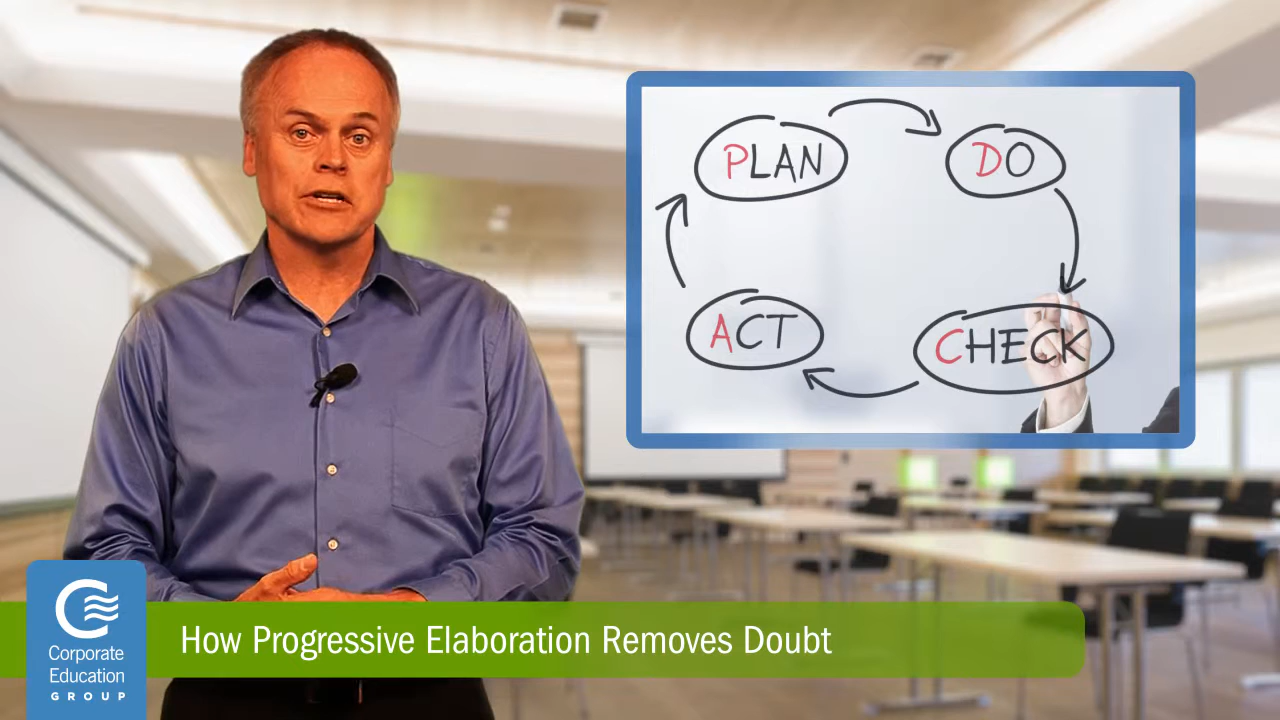 PLAN
DO
ACT
CHECK
How Progressive Elaboration Removes Doubt
Corporate
Education
GROUP